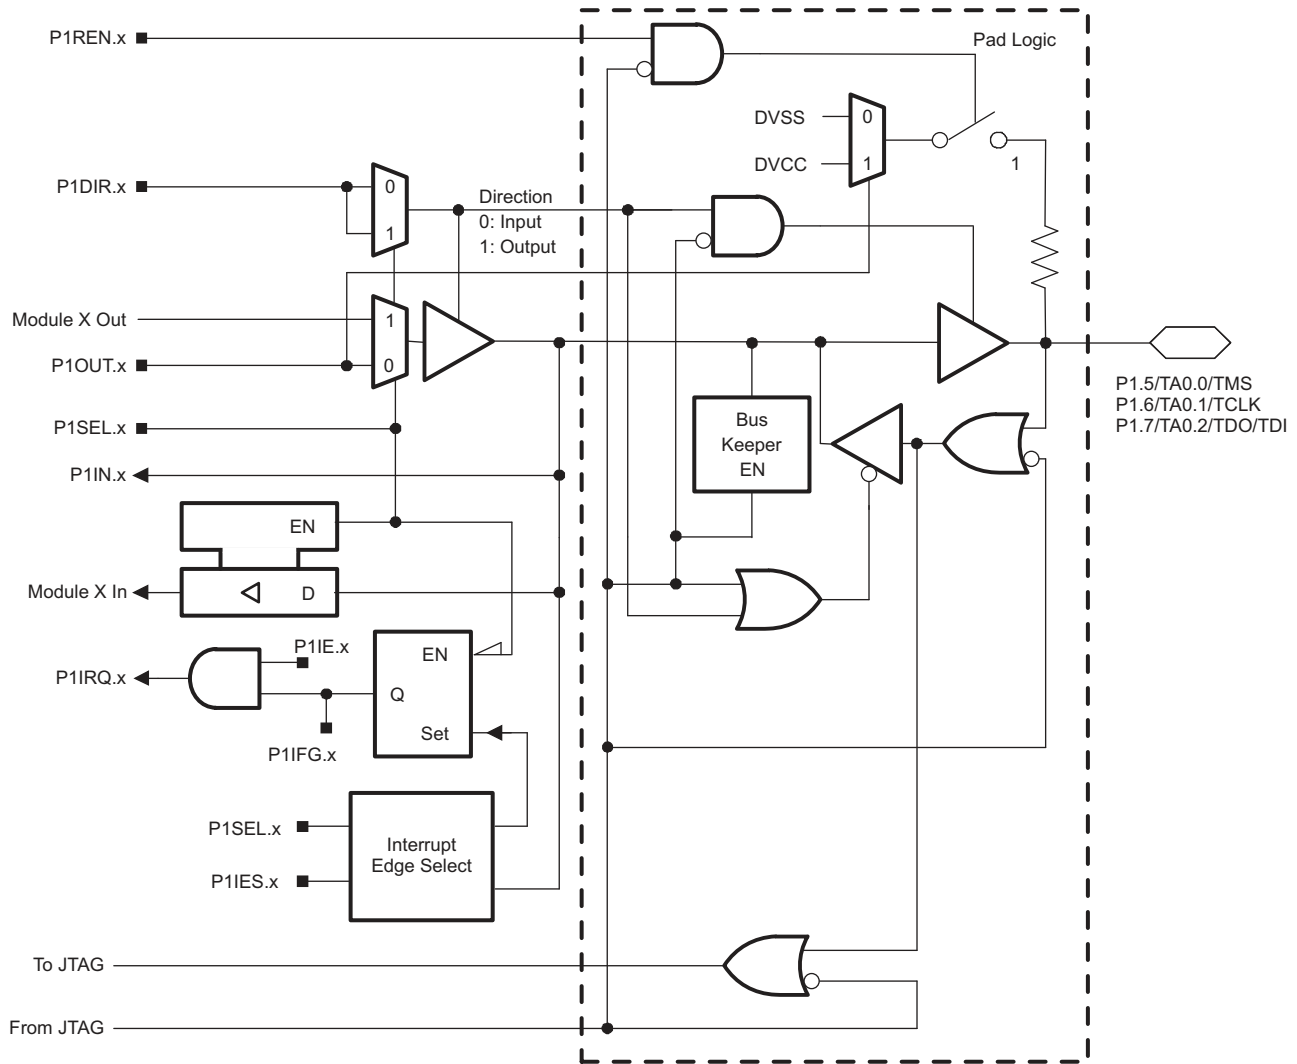 P1REN.x
Pad Logic
DVSS
0
DVCC
1
1
P1DIR.x
0
1
Direction
0: Input
1: Output
Module X Out
1
P1OUT.x
0
P1.5/TA0.0/TMS
P1.6/TA0.1/TCLK
P1.7/TA0.2/TDO/TDI
P1SEL.x
Bus
Keeper
EN
P1IN.x
EN
Module X In
D
P1IE.x
EN
P1IRQ.x
Q
Set
P1IFG.x
P1SEL.x
Interrupt
Edge Select
P1IES.x
To JTAG
From JTAG